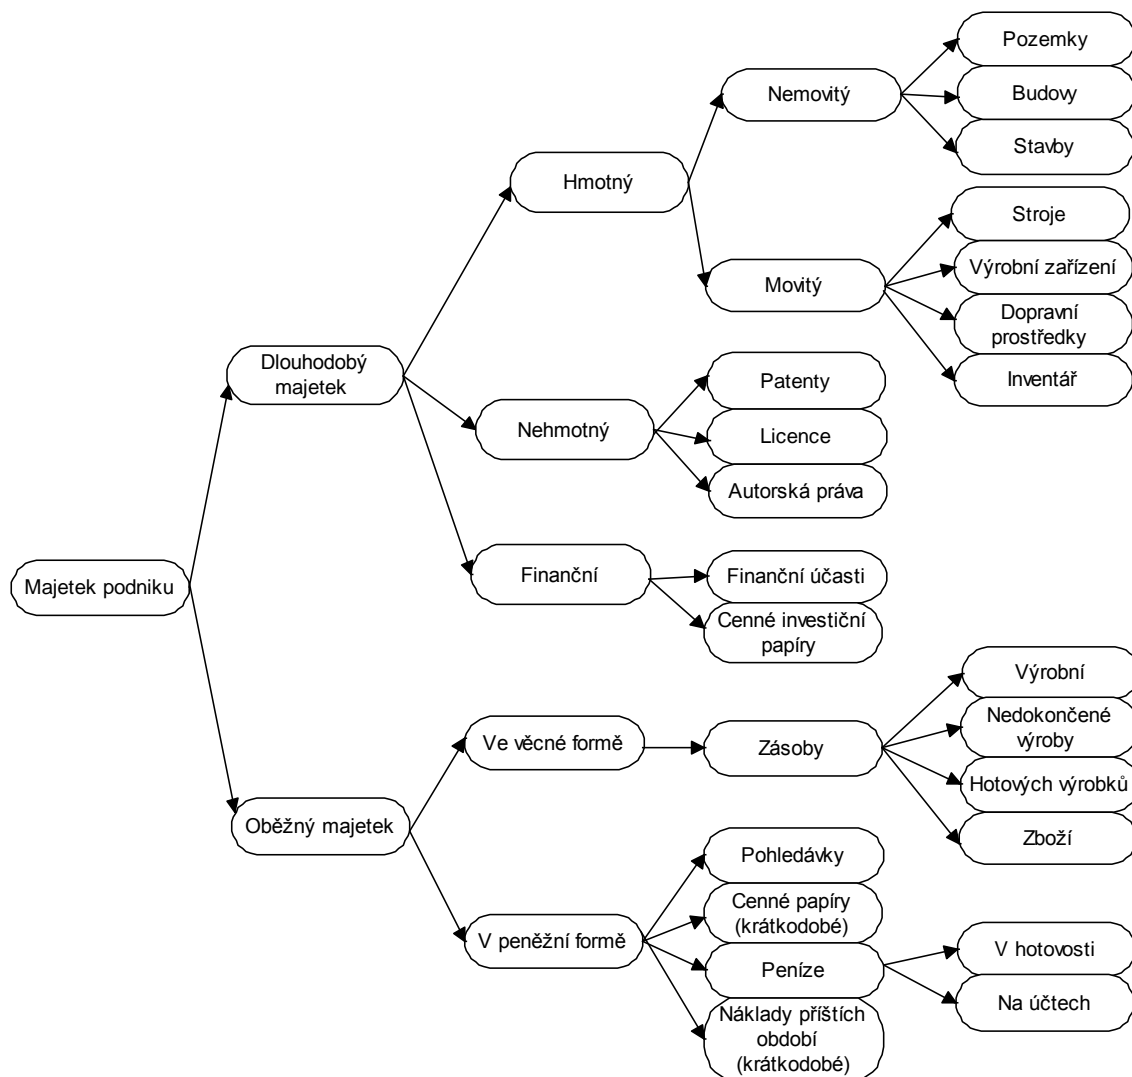 Pozemky
Nemovitý
Budovy
Stavby
Hmotný
Stroje
Výrobní zařízení
Movitý
Dopravní
prostředky
Inventář
Dlouhodobý
majetek
Patenty
Nehmotný
Licence
Autorská práva
Majetek podniku
Finanční
Finanční účasti
Cenné investiční
papíry
Výrobní
Ve věcné formě
Zásoby
Nedokončené
výroby
Hotových výrobků
Zboží
Oběžný majetek
Pohledávky
Cenné papíry
(krátkodobé)
V peněžní formě
Peníze
V hotovosti
Na účtech
Náklady příštích
období
(krátkodobé)